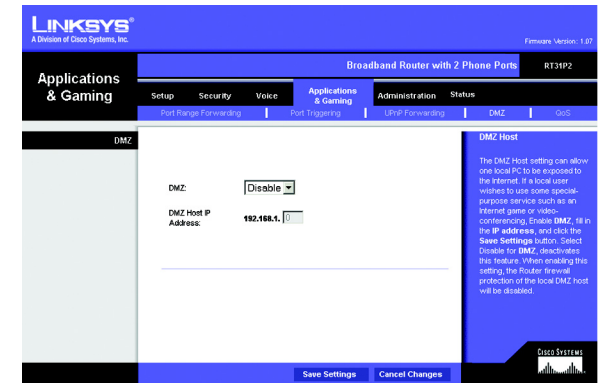 LINKSYS®
A Division of Cisco Systems, Inc.
Firmware Version: 1.07
Broadband Router with 2 Phone Ports
RT31P2
Applications
& Gaming
Setup Security Voice Applications & Gaming Administration Status
Port Range Forwarding | Port Triggering | UPnP Forwarding | DMZ | QoS
DMZ
DMZ: Disable
DMZ Host IP
Address: 192.168.1. 0
DMZ Host
The DMZ Host setting can allow
one local PC to be exposed to
the Internet. If a local user
wishes to use some special-
purpose service such as an
Internet game or video-
conferencing, Enable DMZ, fill in
the IP address, and click the
Save Settings button. Select
Disable for DMZ, deactivates
this feature. When enabling this
setting, the Router firewall
protection of the local DMZ host
will be disabled.
Save Settings Cancel Changes
CISCO SYSTEMS